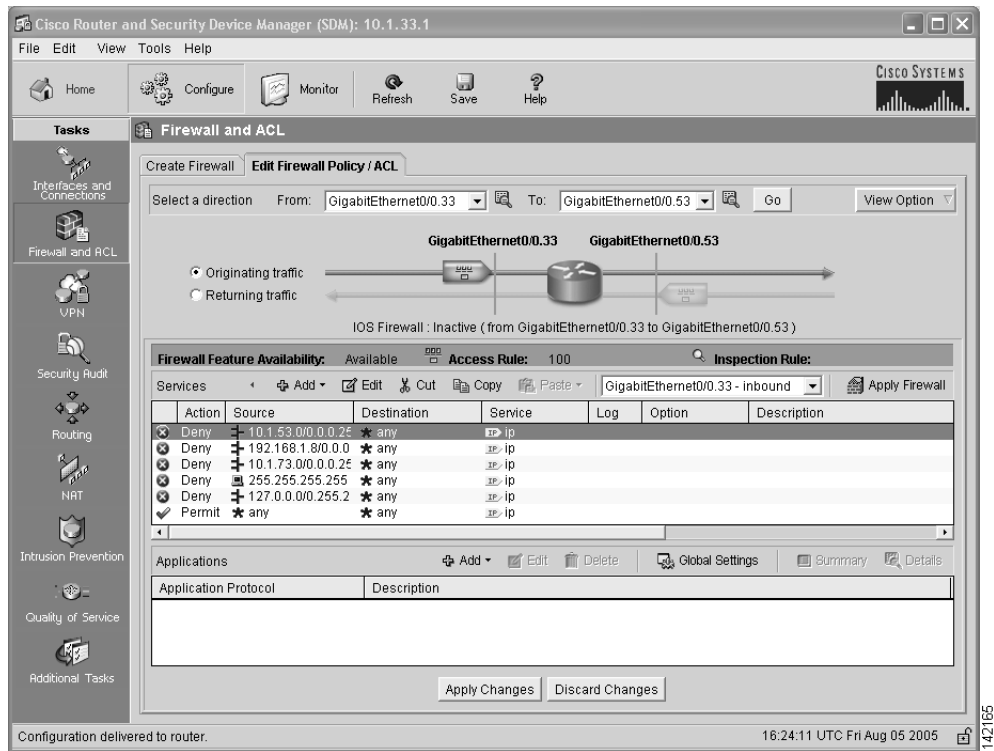 Cisco Router and Security Device Manager (SDM): 10.1.33.1
File Edit View Tools Help
Home Configure Monitor Refresh Save Help
CISCO SYSTEMS
Tasks
Firewall and ACL
Interfaces and
Connections
Firewall and ACL
VPN
Security Audit
Routing
NAT
Intrusion Prevention
Quality of Service
Additional Tasks
Create Firewall Edit Firewall Policy / ACL
Select a direction From: GigabitEthernet0/0.33 To: GigabitEthernet0/0.53 Go View Option
GigabitEthernet0/0.33 GigabitEthernet0/0.53
Originating traffic
Returning traffic
IOS Firewall : Inactive ( from GigabitEthernet0/0.33 to GigabitEthernet0/0.53 )
Firewall Feature Availability: Available Access Rule: 100 Inspection Rule:
Services Add Edit Cut Copy Paste GigabitEthernet0/0.33 - inbound Apply Firewall
Action Source Destination Service Log Option Description
Deny 10.1.53.0/0.0.0.25 any IP ip
Deny 192.168.1.8/0.0.0 any IP ip
Deny 10.1.73.0/0.0.0.25 any IP ip
Deny 255.255.255.255 any IP ip
Deny 127.0.0.0/0.255.2 any IP ip
Permit any any IP ip
Applications Add Edit Delete Global Settings Summary Details
Application Protocol Description
Apply Changes Discard Changes
Configuration delivered to router. 16:24:11 UTC Fri Aug 05 2005
142165